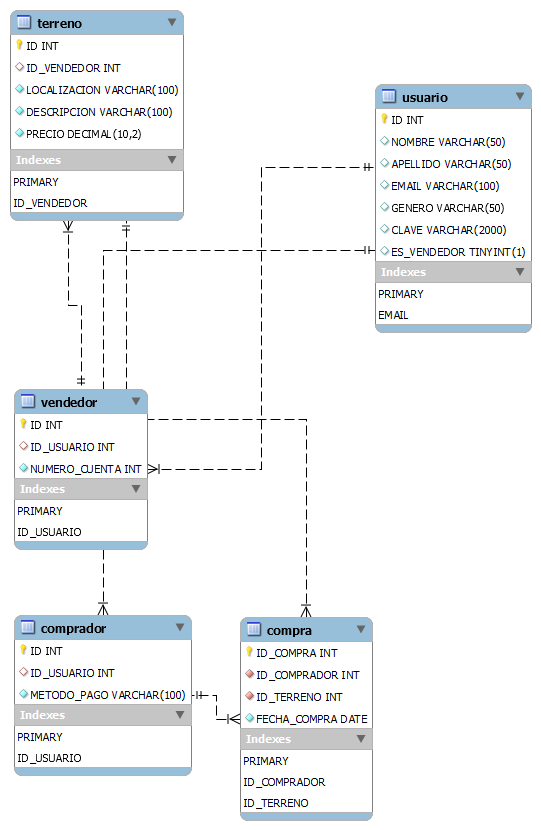 terreno
ID INT
ID_VENDEDOR INT
LOCALIZACION VARCHAR(100)
DESCRIPCION VARCHAR(100)
PRECIO DECIMAL(10,2)
Indexes
PRIMARY
ID_VENDEDOR
usuario
ID INT
NOMBRE VARCHAR(50)
APELLIDO VARCHAR(50)
EMAIL VARCHAR(100)
GENERO VARCHAR(50)
CLAVE VARCHAR(2000)
ES_VENDEDOR TINYINT(1)
Indexes
PRIMARY
EMAIL
vendedor
ID INT
ID_USUARIO INT
NUMERO_CUENTA INT
Indexes
PRIMARY
ID_USUARIO
comprador
ID INT
ID_USUARIO INT
METODO_PAGO VARCHAR(100)
Indexes
PRIMARY
ID_USUARIO
compra
ID_COMPRA INT
ID_COMPRADOR INT
ID_TERRENO INT
FECHA_COMPRA DATE
Indexes
PRIMARY
ID_COMPRADOR
ID_TERRENO